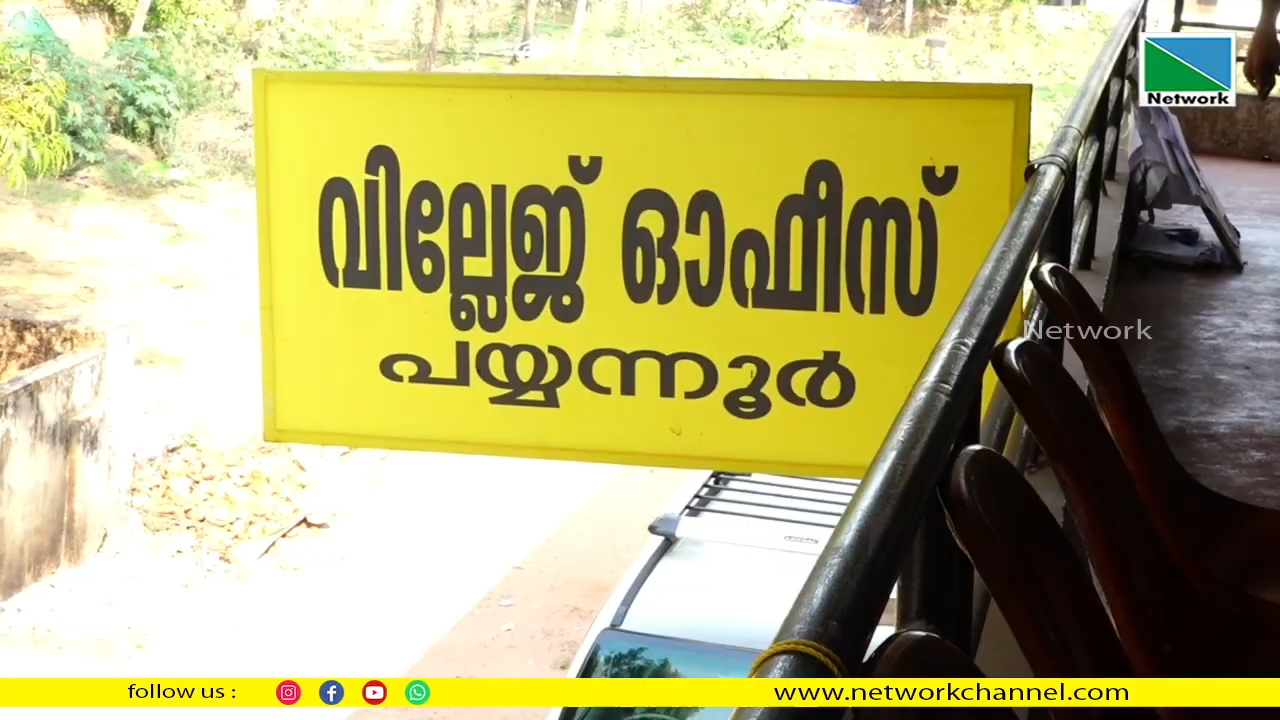 Network
വില്ലേജ് ഓഫീസ്
പയ്യന്നൂർ
Network
follow us :
www.networkchannel.com